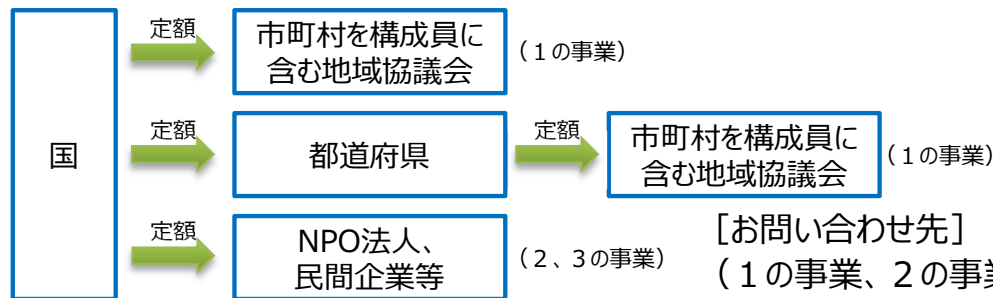 定額
市町村を構成員に
含む地域協議会
（１の事業）
国
定額
都道府県
定額
市町村を構成員に
含む地域協議会
（１の事業）
定額
NPO法人、
民間企業等
（２、３の事業）
［お問い合わせ先］
（１の事業、２の事業